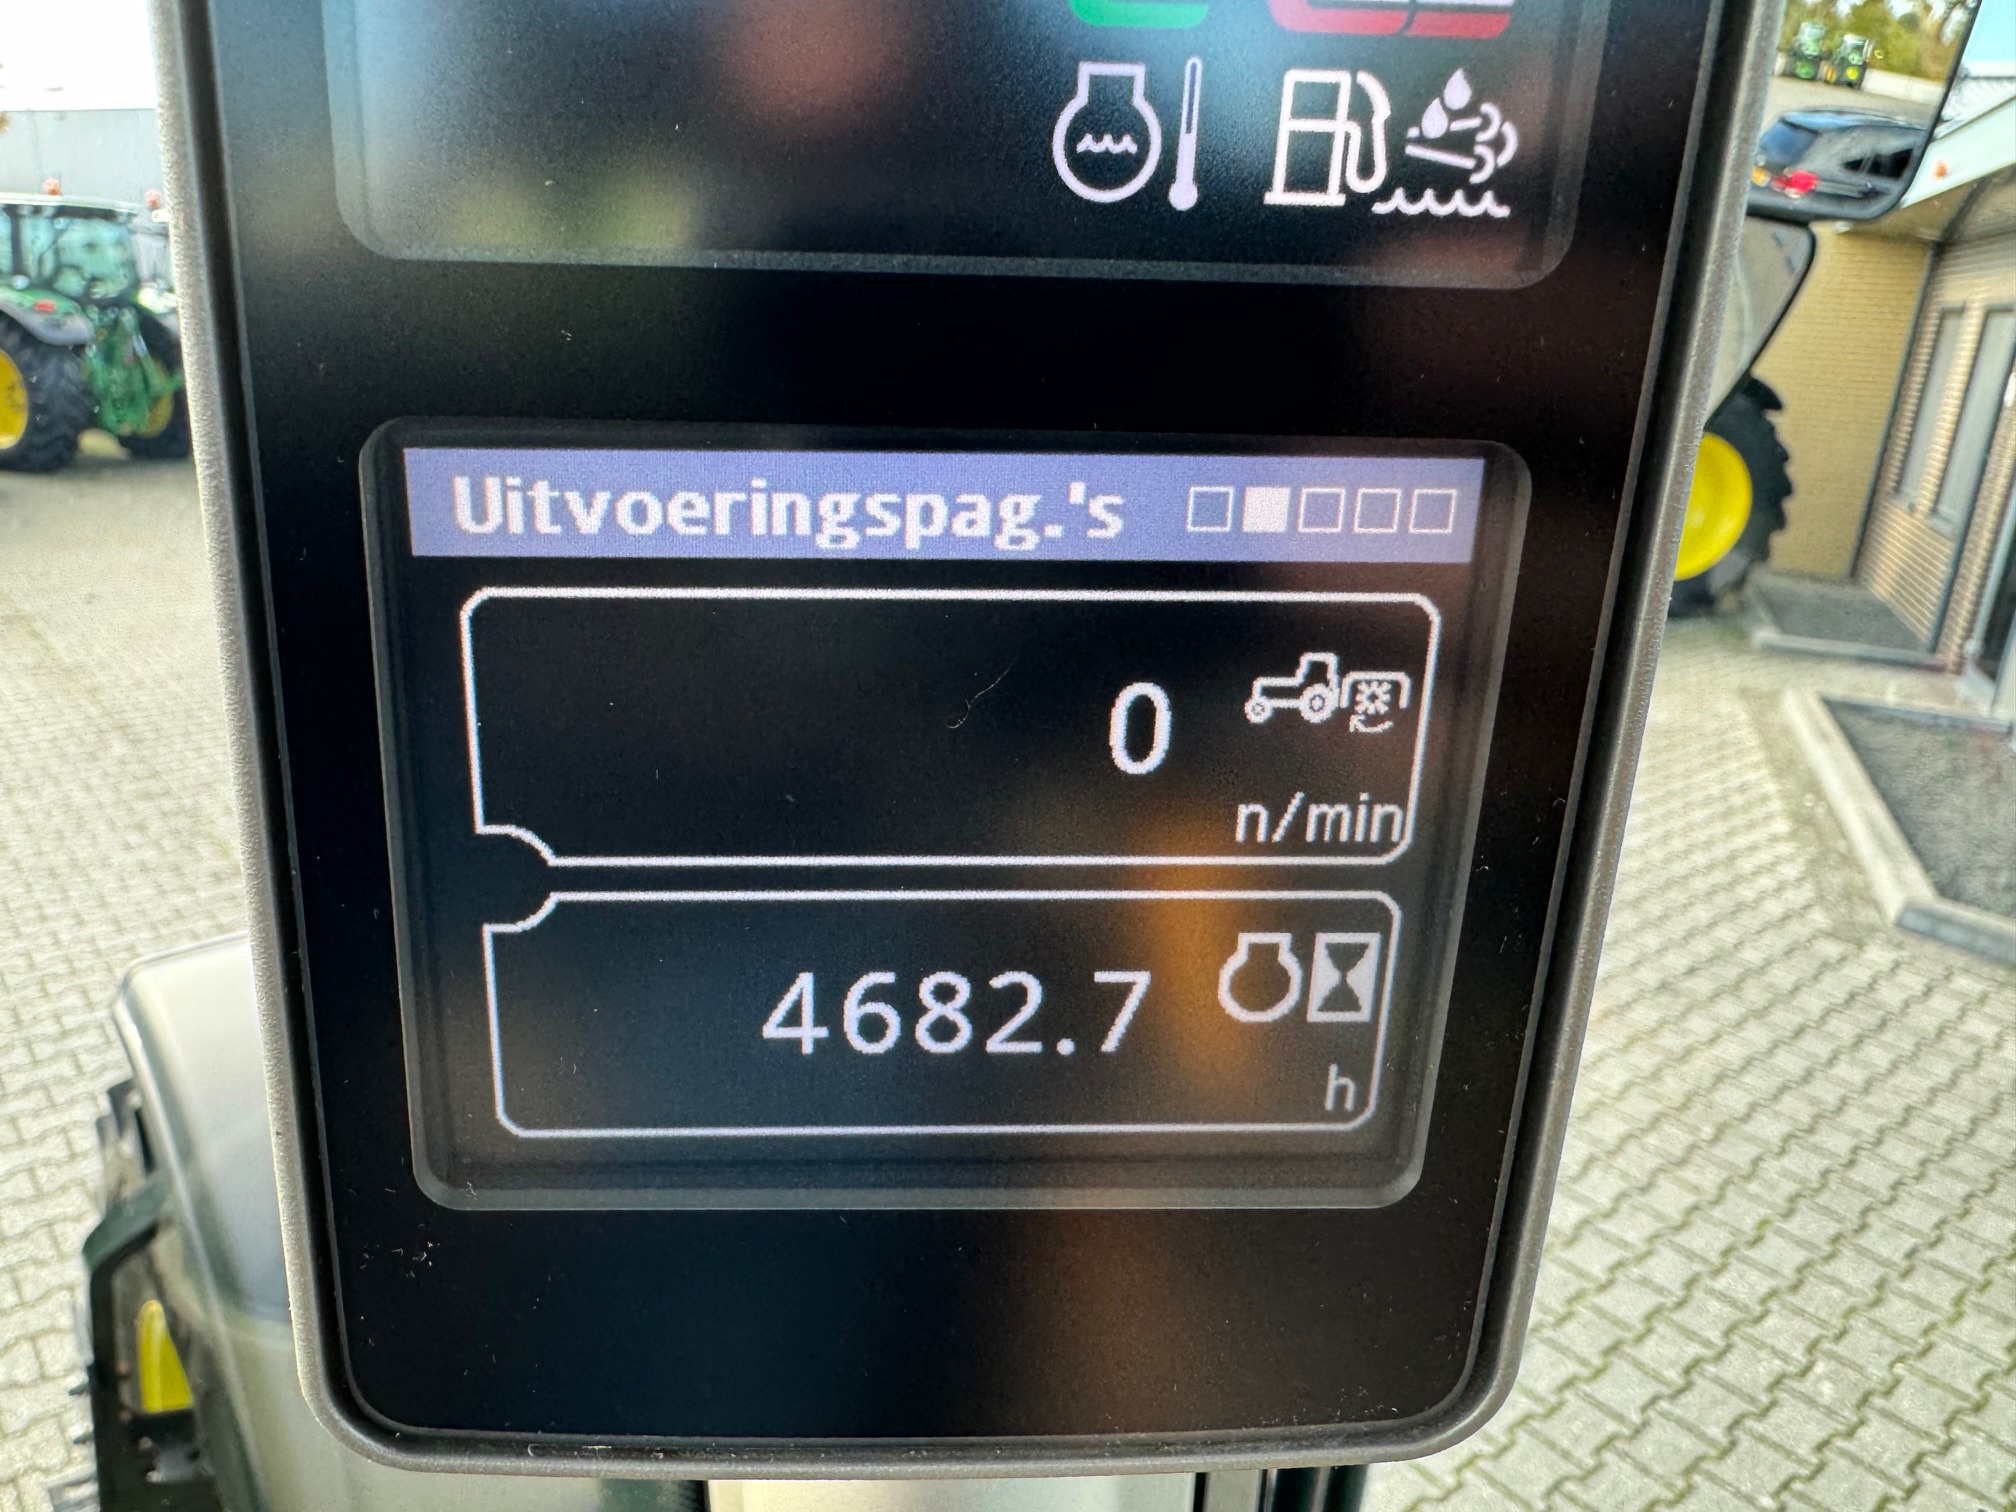 Uitvoeringspag.'s
0
n/min
4682.7
h